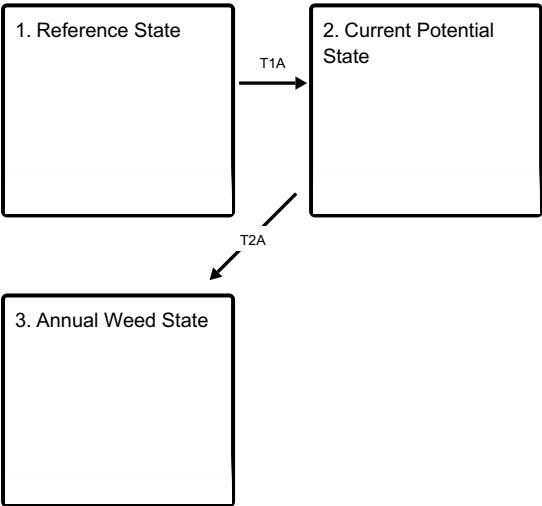 1. Reference State
T1A
2. Current Potential
State
T2A
3. Annual Weed State